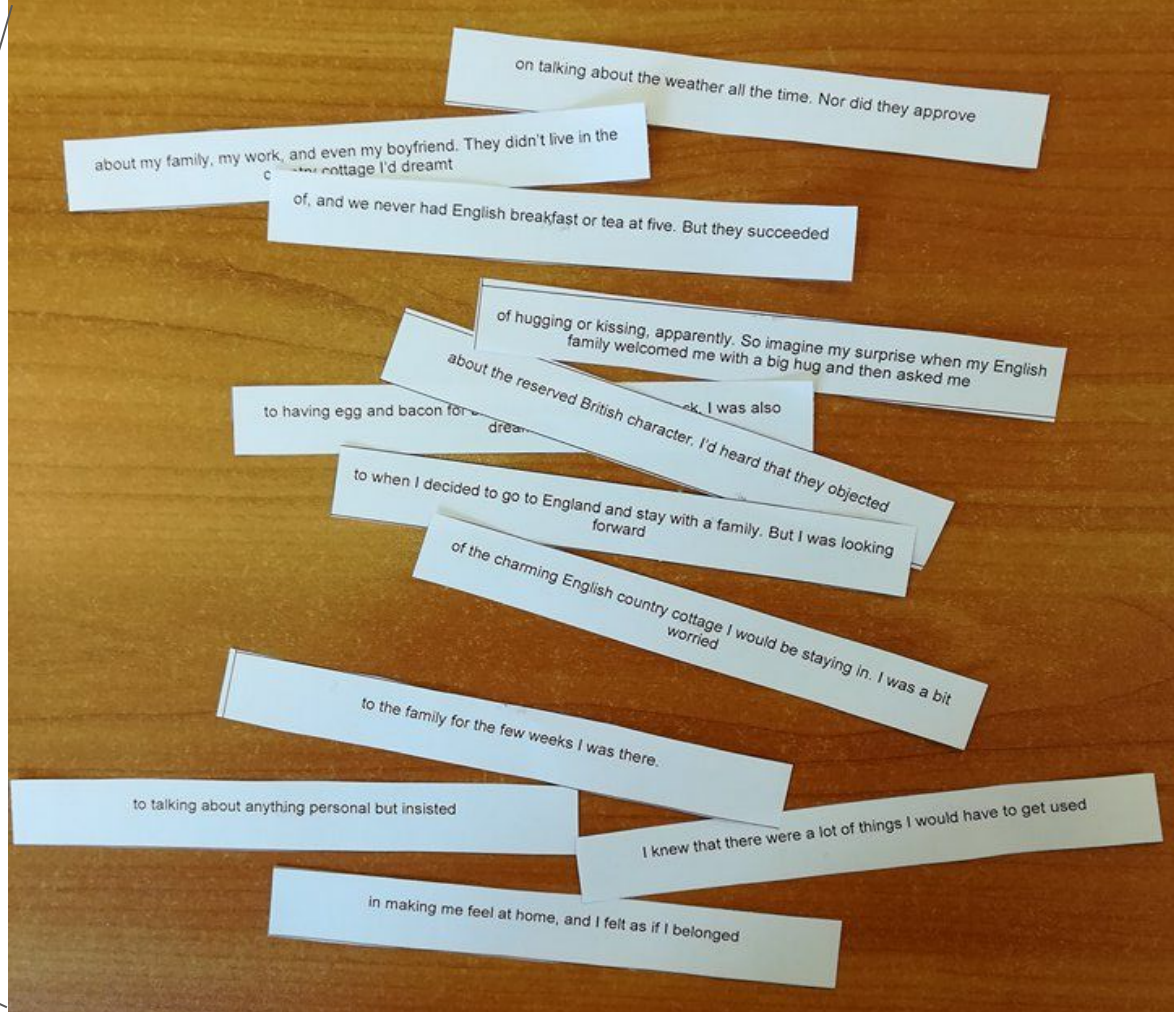 on talking about the weather all the time. Nor did they approve
about my family, my work, and even my boyfriend. They didn't live in the
cottage I'd dreamt
of, and we never had English breakfast or tea at five. But they succeeded
of hugging or kissing, apparently. So imagine my surprise when my English
family welcomed me with a big hug and then asked me
about the reserved British character. I'd heard that they objected
to having egg and bacon for I was also
to when I decided to go to England and stay with a family. But I was looking
forward
of the charming English country cottage I would be staying in. I was a bit
worried
to the family for the few weeks I was there.
to talking about anything personal but insisted
I knew that there were a lot of things I would have to get used
in making me feel at home, and I felt as if I belonged